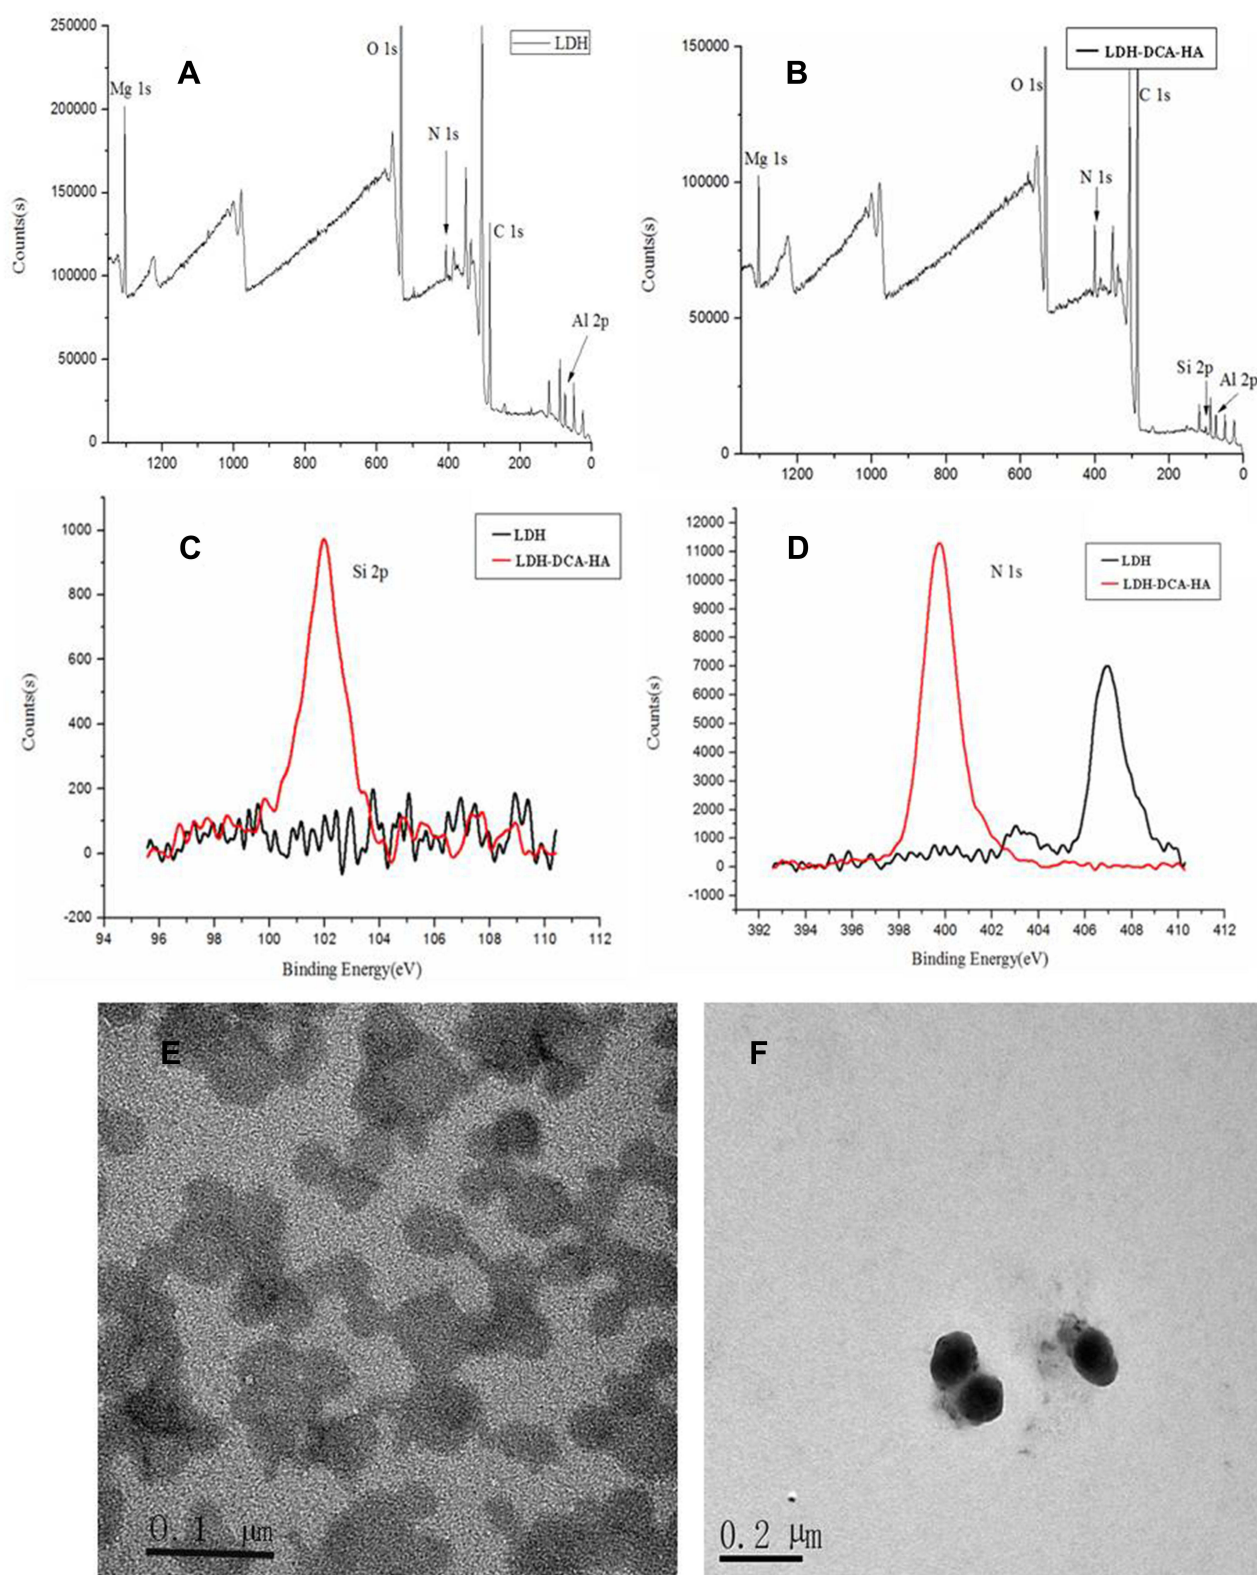 A
LDH
Mg 1s
O 1s
N 1s
C 1s
Al 2p
Counts(s)
250000
200000
150000
100000
50000
0
1200
1000
800
600
400
200
0
B
LDH-DCA-HA
Mg 1s
O 1s
C 1s
N 1s
Si 2p
Al 2p
Counts(s)
150000
100000
50000
0
1200
1000
800
600
400
200
0
C
LDH
LDH-DCA-HA
Si 2p
Counts(s)
1000
800
600
400
200
0
-200
94
96
98
100
102
104
106
108
110
112
Binding Energy(eV)
D
LDH
LDH-DCA-HA
N 1s
Counts(s)
12000
11000
10000
9000
8000
7000
6000
5000
4000
3000
2000
1000
0
-1000
392
394
396
398
400
402
404
406
408
410
412
Binding Energy(eV)
E
0.1 μm
F
0.2 μm